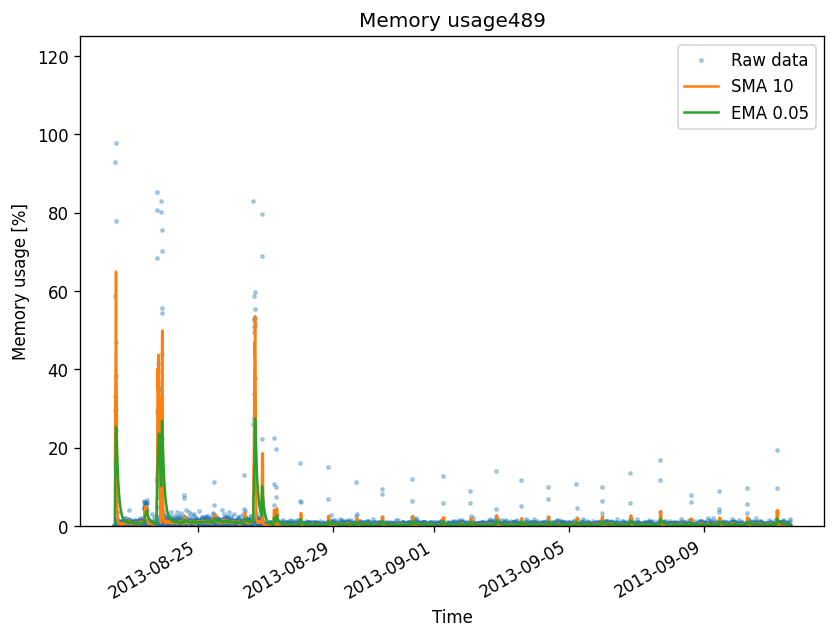 Memory usage489
Raw data
SMA 10
EMA 0.05
Memory usage [%]
120
100
80
60
40
20
0
2013-08-25
2013-08-29
2013-09-01
2013-09-05
2013-09-09
Time